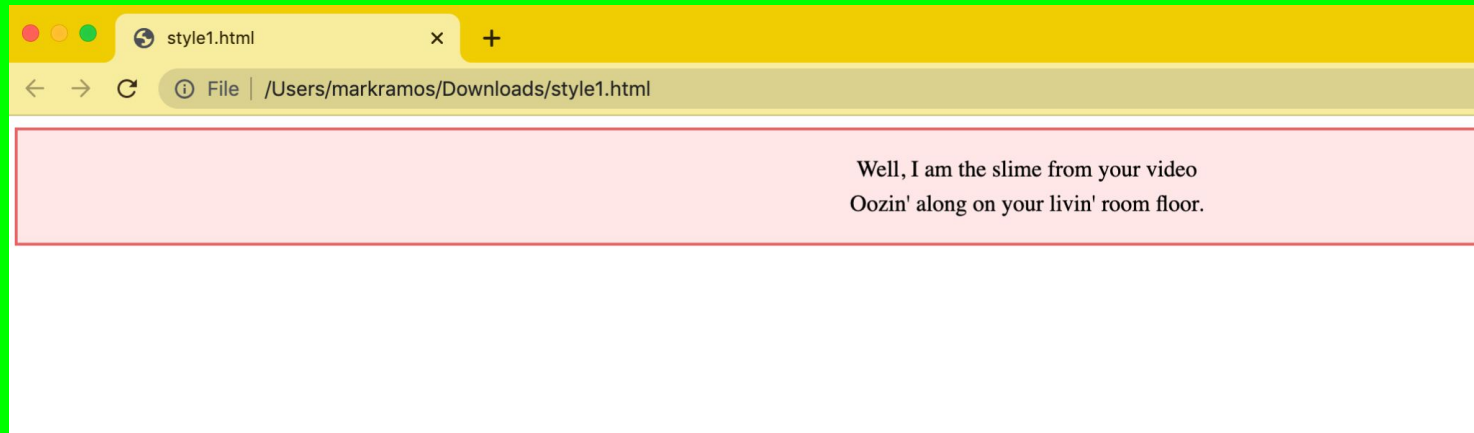 style1.html
File /Users/markramos/Downloads/style1.html
Well, I am the slime from your video
Oozin' along on your livin' room floor.